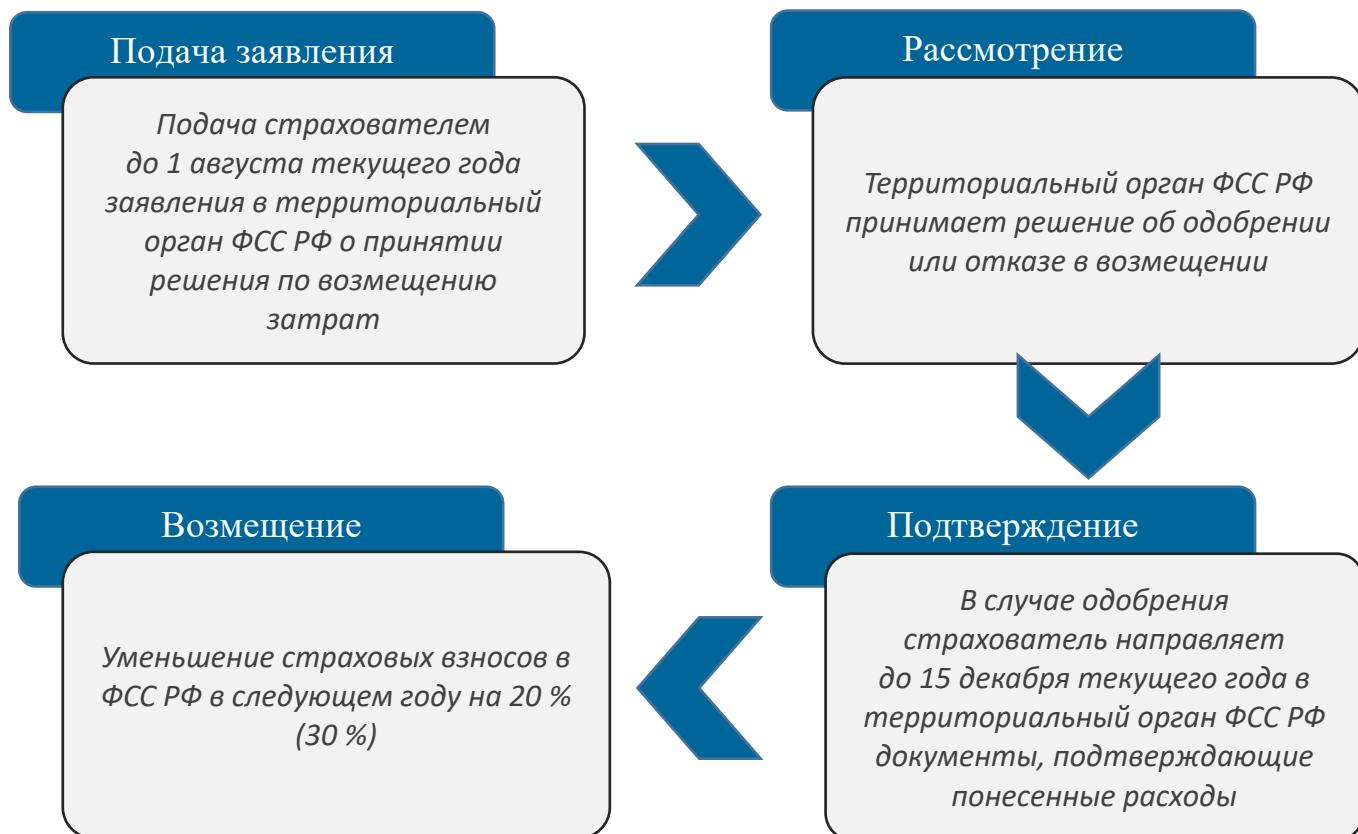 Подача заявления
Подача страхователем
до 1 августа текущего года
заявления в территориальный
орган ФСС РФ о принятии
решения по возмещению
затрат
Рассмотрение
Территориальный орган ФСС РФ
принимает решение об одобрении
или отказе в возмещении
Подтверждение
В случае одобрения
страхователь направляет
до 15 декабря текущего года в
территориальный орган ФСС РФ
документы, подтверждающие
понесенные расходы
Возмещение
Уменьшение страховых взносов в
ФСС РФ в следующем году на 20 %
(30 %)